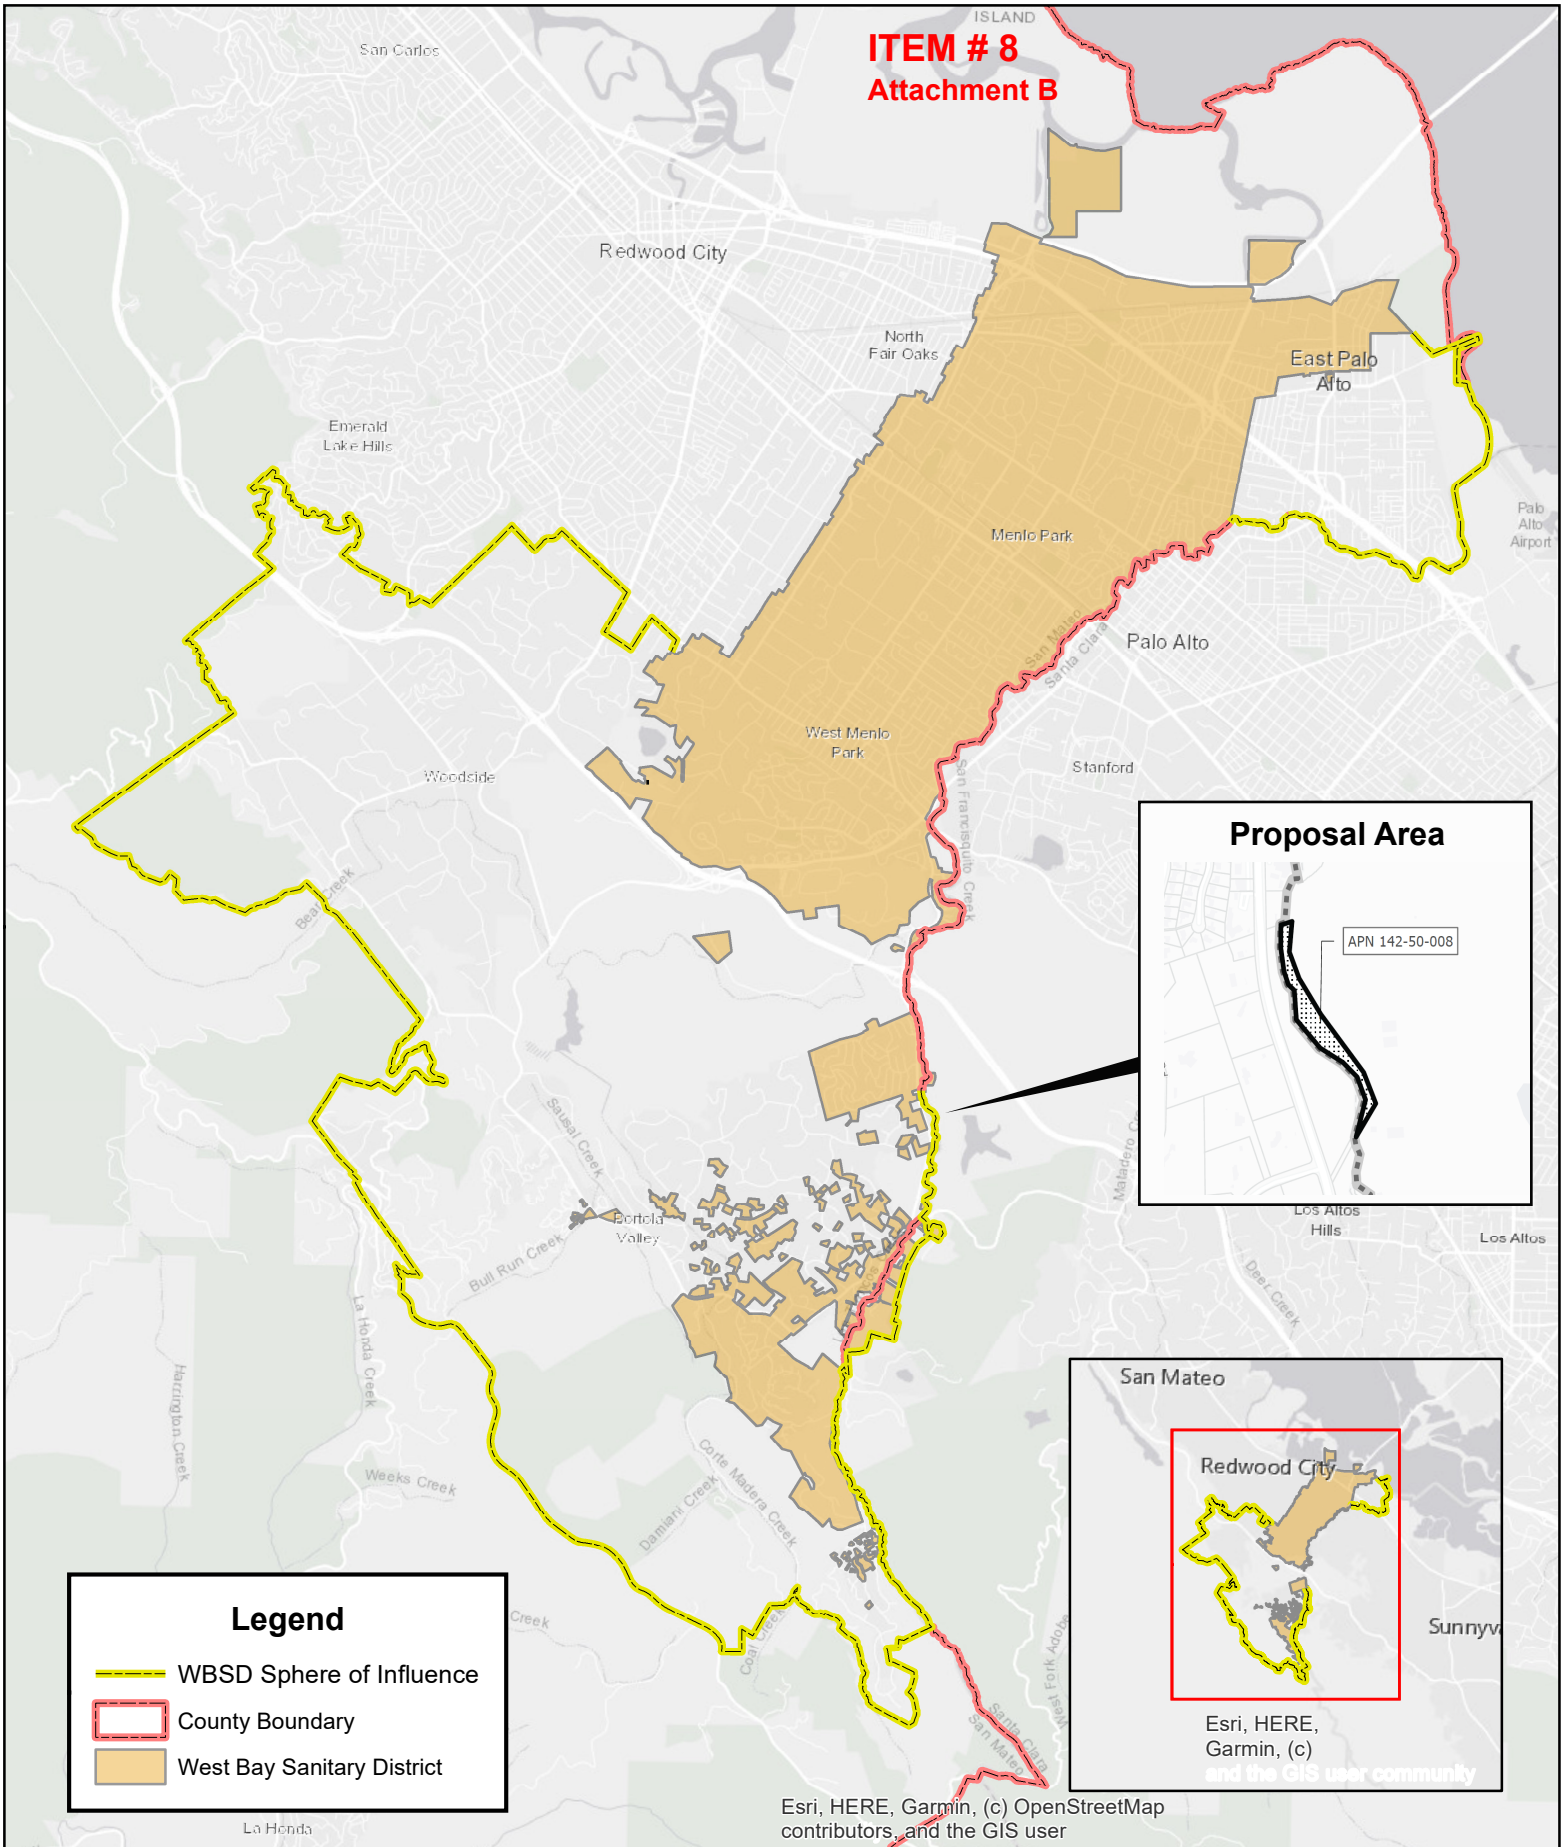 ISLAND
ITEM # 8
Attachment B
San Carlos
Redwood City
North
Fair Oaks
East Palo
Alto
Emerald
Lake Hills
Palo
Alto
Airport
Menlo Park
San Mateo
Santa Clara
Palo Alto
West Menlo
Park
Stanford
Woodside
San Francisquito Creek
Bear Creek
Proposal Area
APN 142-50-008
Sausal Creek
Matadero
Portola
Valley
Bull Run Creek
Los Altos
Hills
Los Altos
Deer Creek
La Honda Creek
Harrington Creek
Weeks Creek
Corte Madera Creek
Damiani Creek
Coal Creek
Creek
West Fork Adobe
Santa Clara
San Mateo
La Honda
San Mateo
Redwood City
Sunnyv
Esri, HERE,
Garmin, (c)
and the GIS user community
Legend
WBSD Sphere of Influence
County Boundary
West Bay Sanitary District
Esri, HERE, Garmin, (c) OpenStreetMap
contributors, and the GIS user